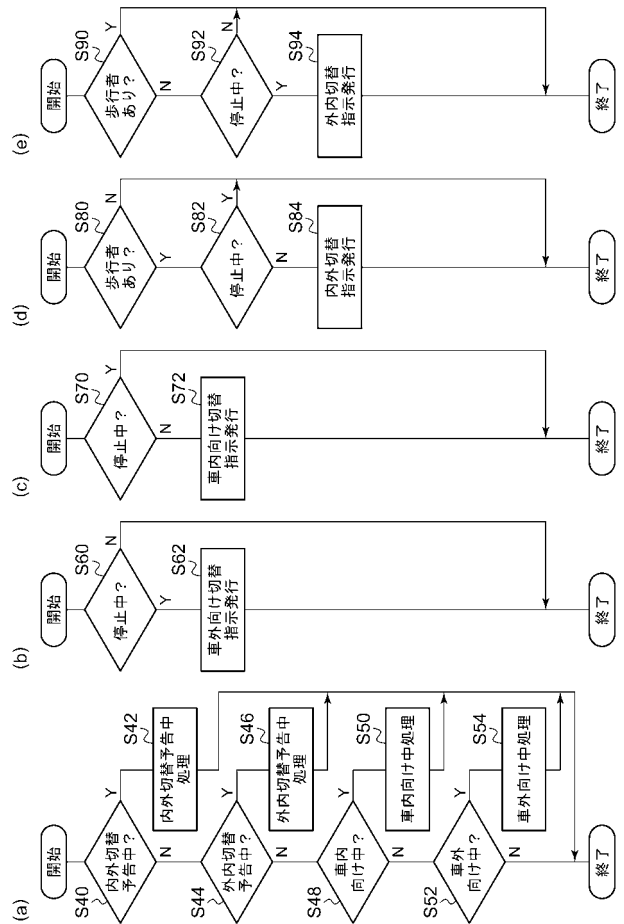 (a)
開始
S40
内外切替
予告中?
Y
N
S42
内外切替予告中
処理
S44
外内切替
予告中?
Y
N
S46
外内切替予告中
処理
S48
車内
向け中?
Y
N
S50
車内向け中処理
S52
車外
向け中?
Y
N
S54
車外向け中処理
終了
(b)
開始
S60
停止中?
N
Y
S62
車外向け切替
指示発行
終了
(c)
開始
S70
停止中?
Y
N
S72
車内向け切替
指示発行
終了
(d)
開始
S80
歩行者
あり?
N
Y
S82
停止中?
Y
N
S84
内外切替
指示発行
終了
(e)
開始
S90
歩行者
あり?
Y
N
S92
停止中?
N
Y
S94
外内切替
指示発行
終了